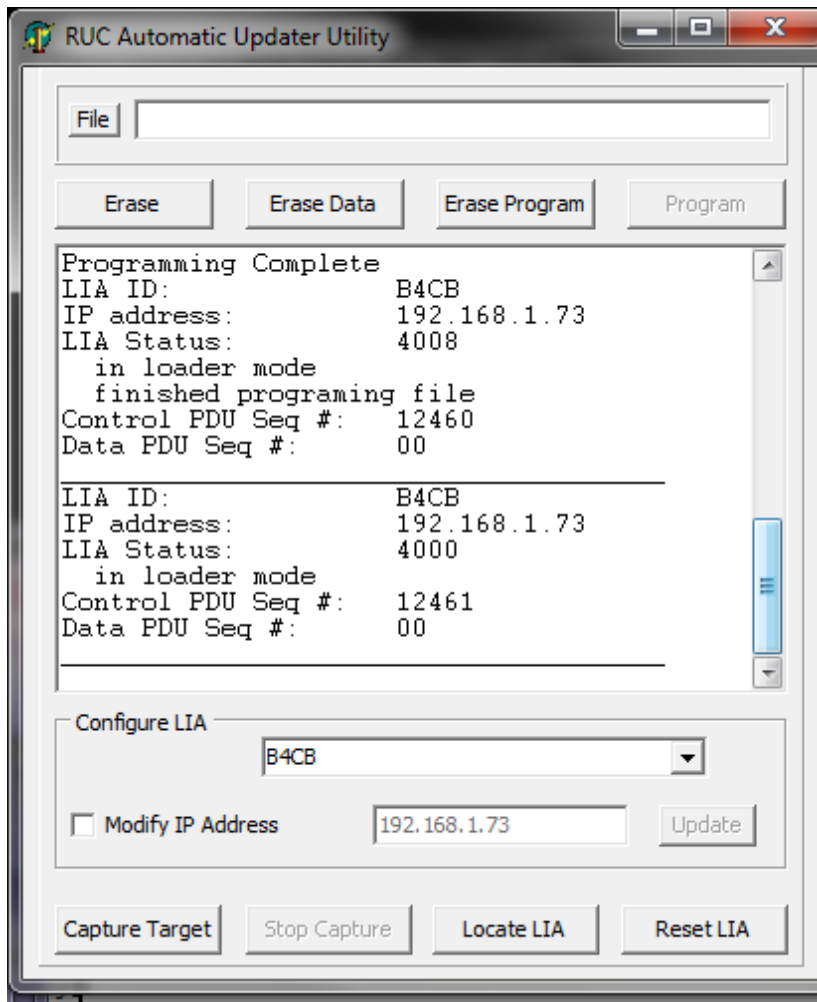 RUC Automatic Updater Utility
File
Erase Erase Data Erase Program Program
Programming Complete
LIA ID: B4CB
IP address: 192.168.1.73
LIA Status: 4008
in loader mode
finished programing file
Control PDU Seq #: 12460
Data PDU Seq #: 00
LIA ID: B4CB
IP address: 192.168.1.73
LIA Status: 4000
in loader mode
Control PDU Seq #: 12461
Data PDU Seq #: 00
Configure LIA
B4CB
Modify IP Address 192.168.1.73 Update
Capture Target Stop Capture Locate LIA Reset LIA